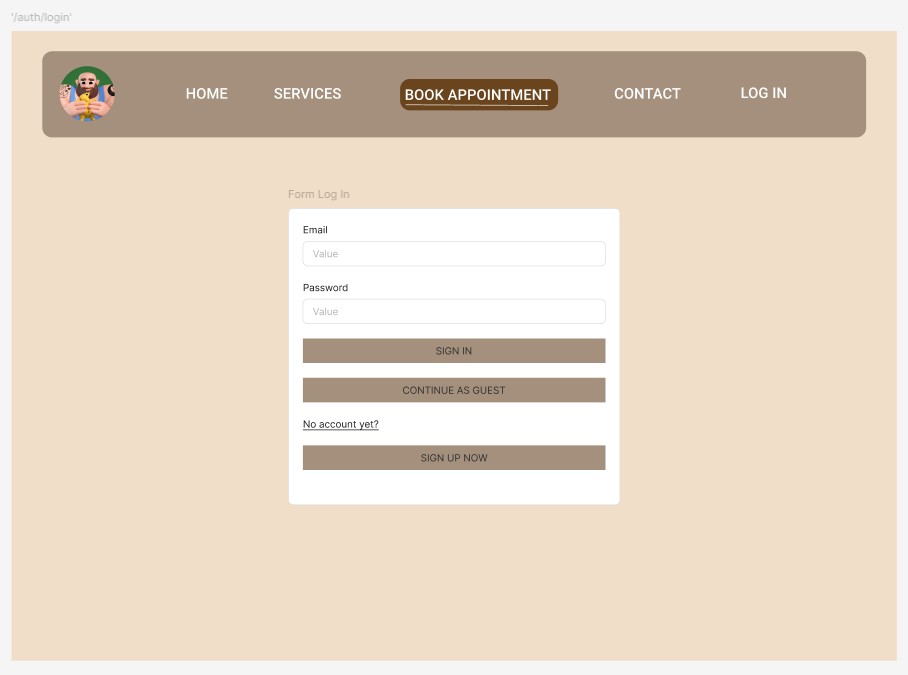 '/auth/login'
HOME SERVICES BOOK APPOINTMENT CONTACT LOG IN
Form Log In
Email
Value
Password
Value
SIGN IN
CONTINUE AS GUEST
No account yet?
SIGN UP NOW